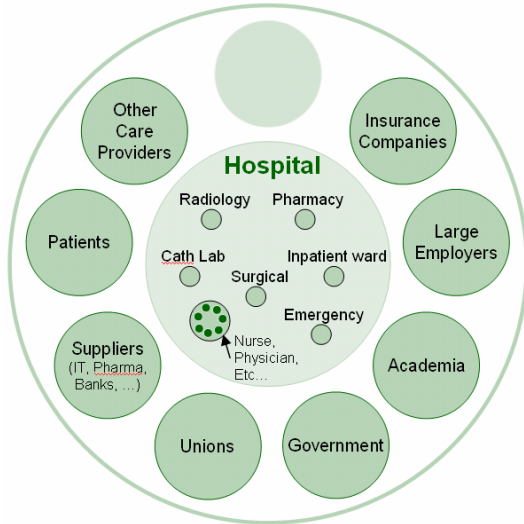 Other
Care
Providers
Insurance
Companies
Hospital
Radiology
Pharmacy
Patients
Large
Employers
Cath Lab
Inpatient ward
Surgical
Emergency
Nurse,
Physician,
Etc...
Suppliers
(IT, Pharma,
Banks, ...)
Academia
Unions
Government